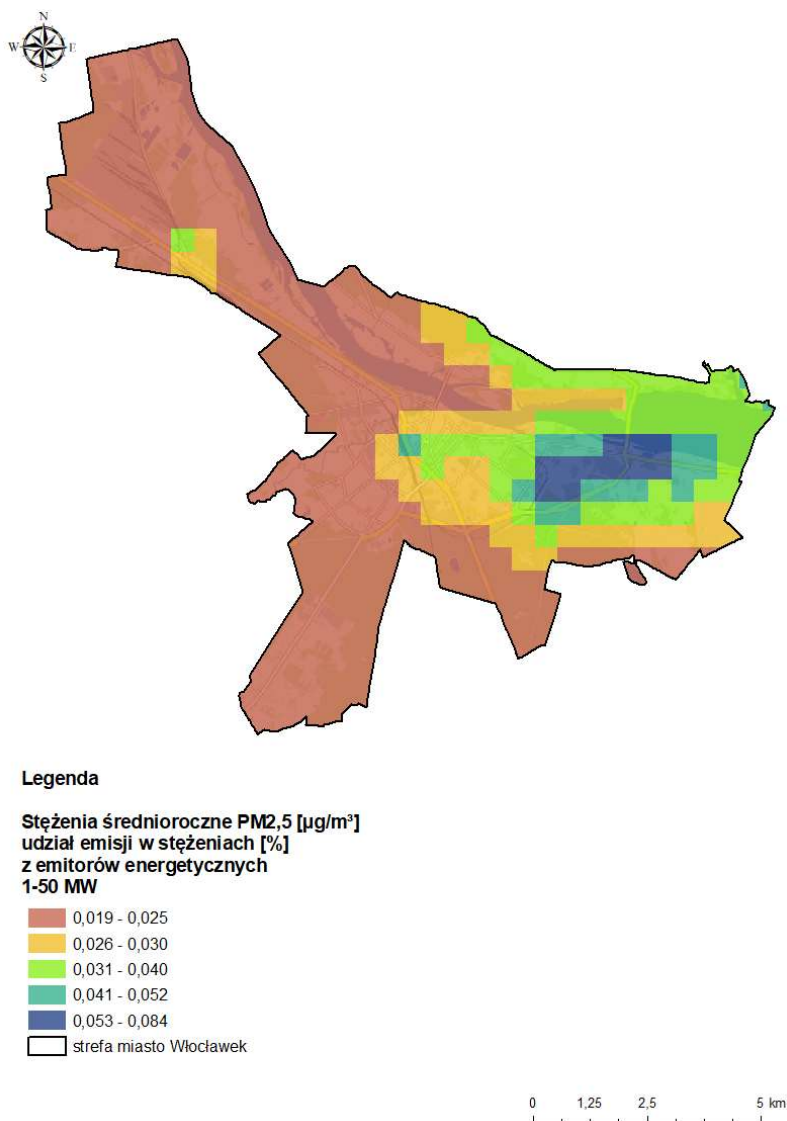 N
W E
S
Legenda
Stężenia średnioroczne PM2,5 [µg/m³]
udział emisji w stężeniach [%]
z emitorów energetycznych
1-50 MW
0,019 - 0,025
0,026 - 0,030
0,031 - 0,040
0,041 - 0,052
0,053 - 0,084
strefa miasto Włocławek
0 1,25 2,5 5 km